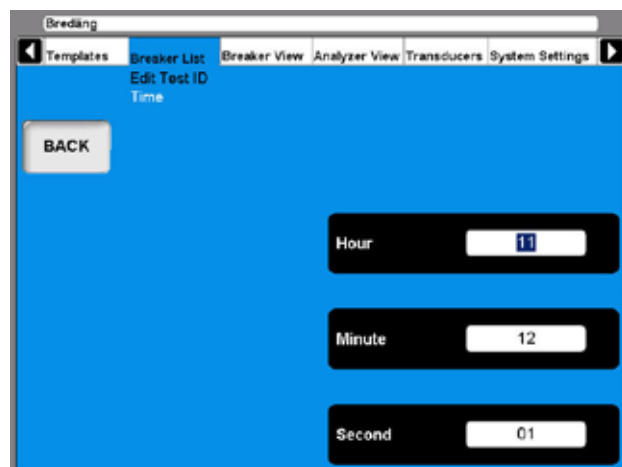 Bredäng
Templates Breaker List Breaker View Analyzer View Transducers System Settings
Edit Test ID
Time
BACK
Hour 11
Minute 12
Second 01